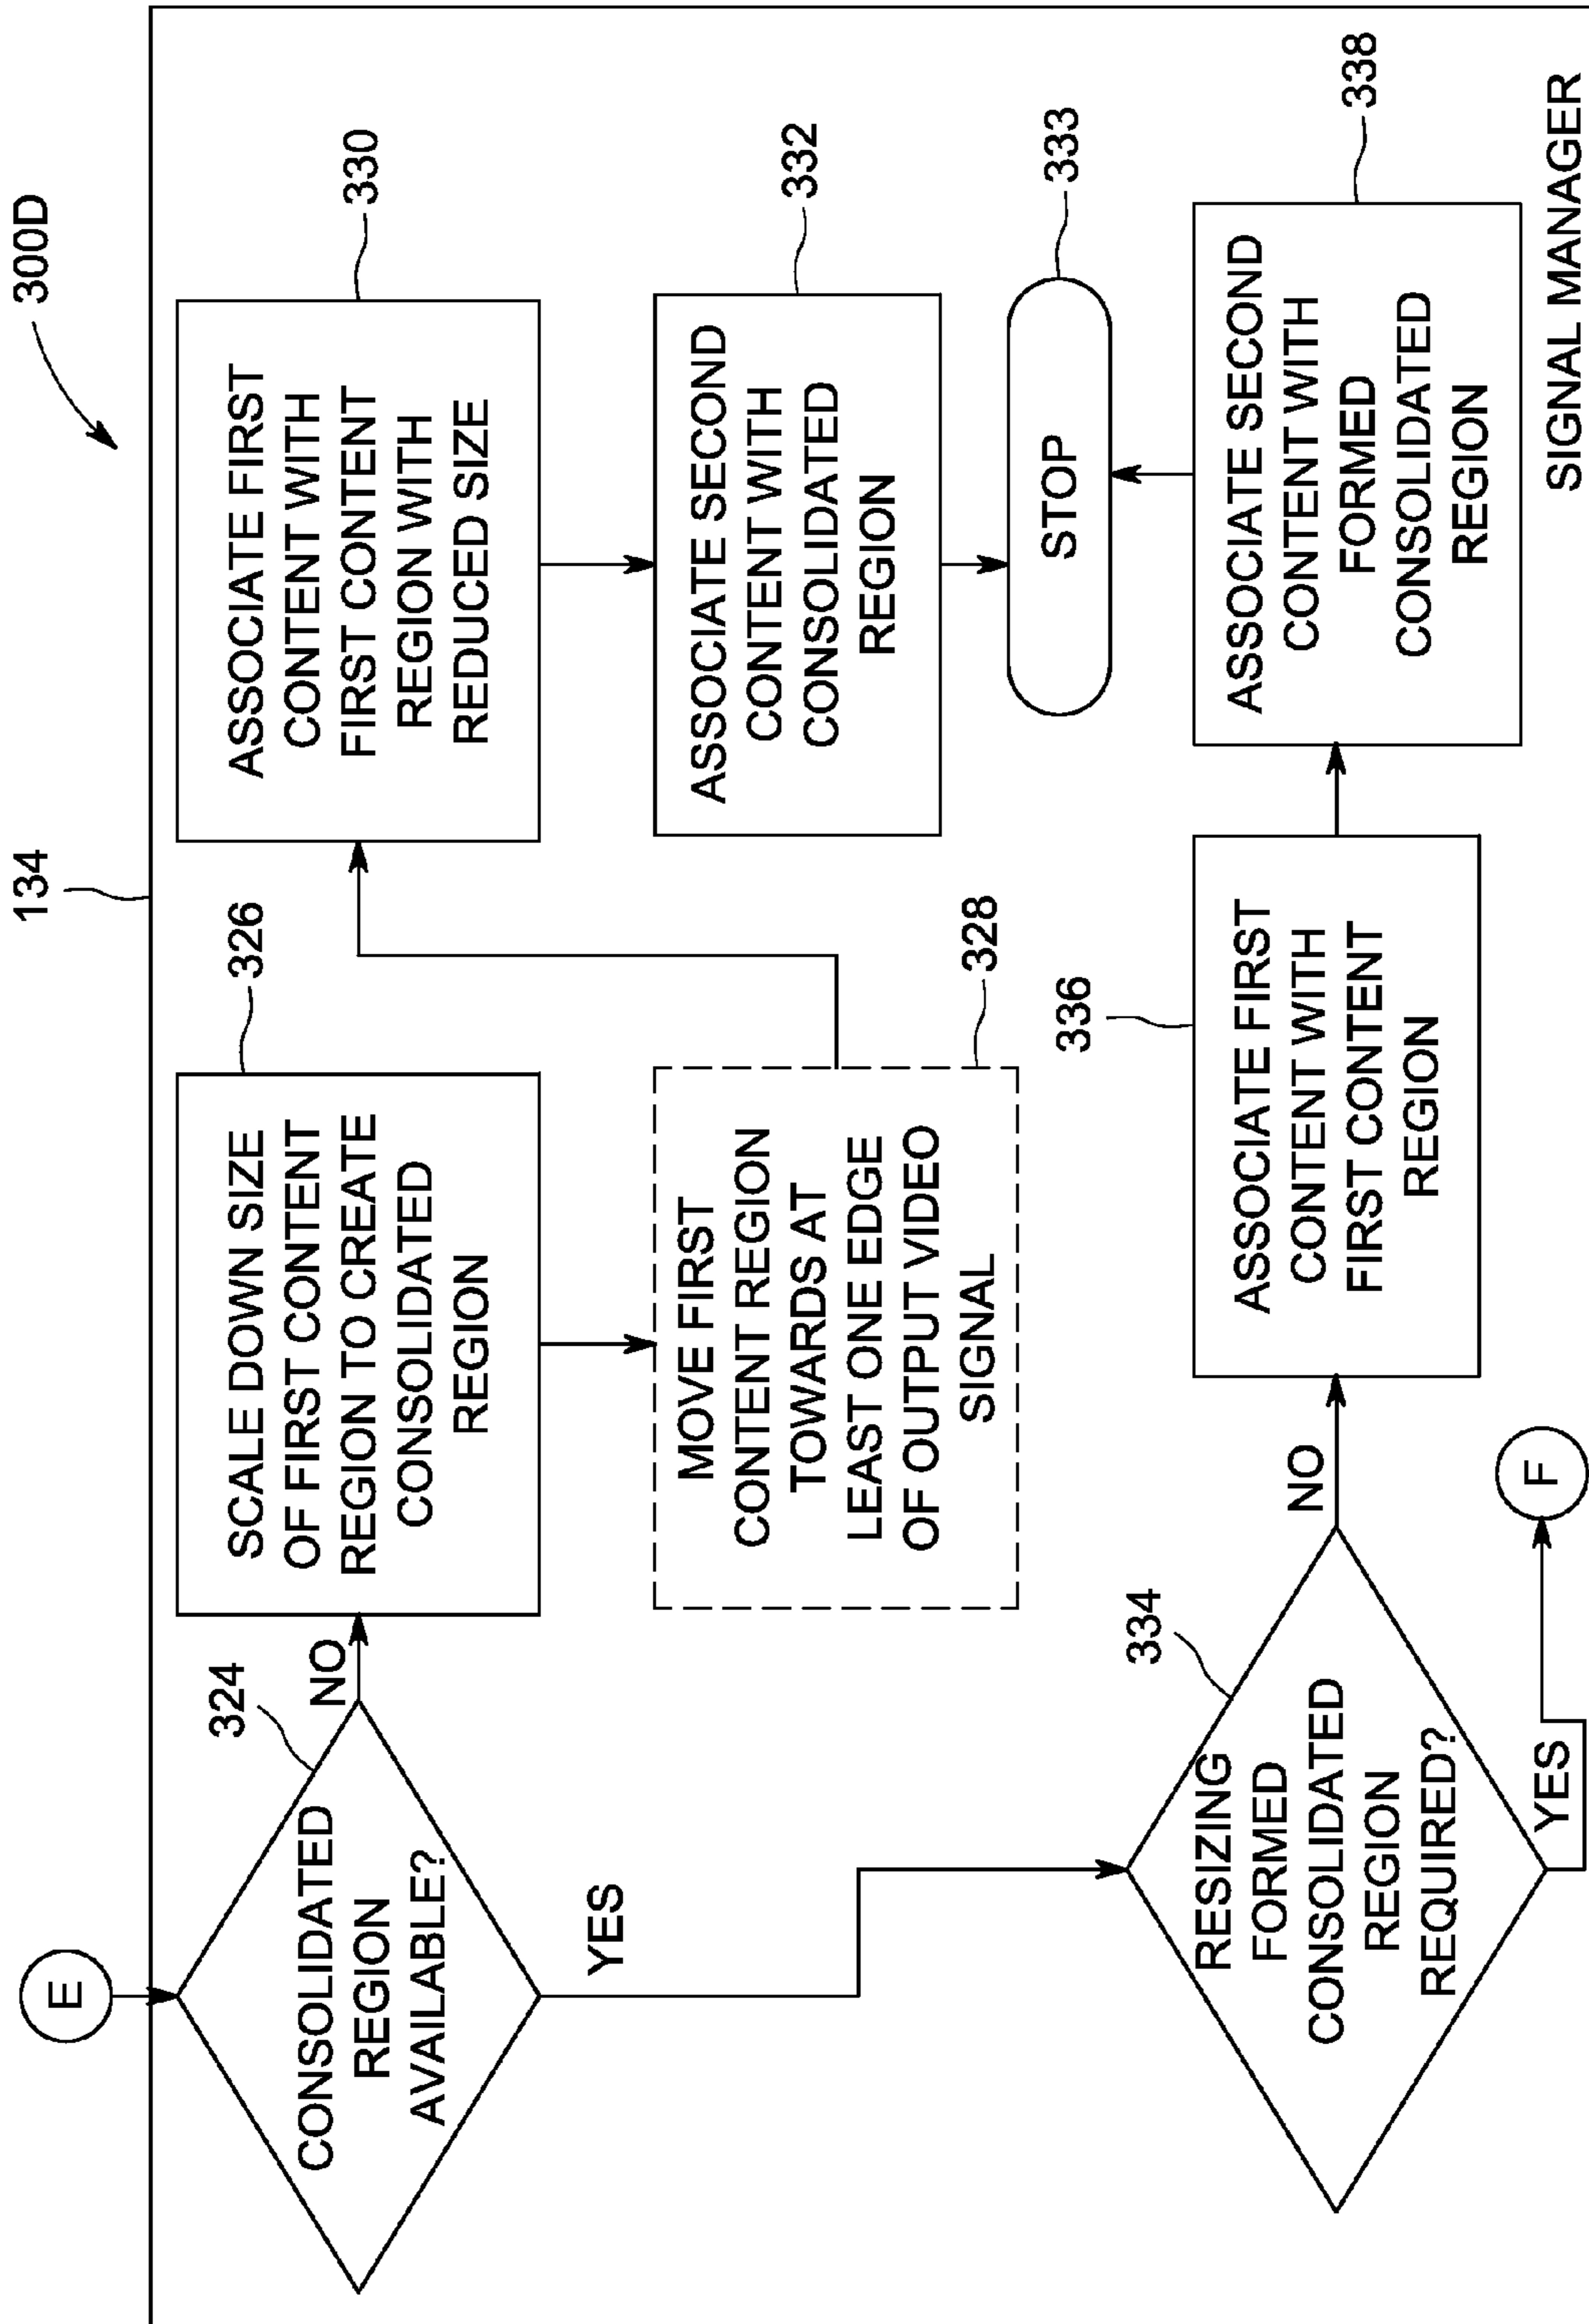 300D
134
E
CONSOLIDATED
REGION
AVAILABLE?
324
NO
YES
SCALE DOWN SIZE
OF FIRST CONTENT
REGION TO CREATE
CONSOLIDATED
REGION
326
MOVE FIRST
CONTENT REGION
TOWARDS AT
LEAST ONE EDGE
OF OUTPUT VIDEO
SIGNAL
328
ASSOCIATE FIRST
CONTENT WITH
FIRST CONTENT
REGION WITH
REDUCED SIZE
330
ASSOCIATE SECOND
CONTENT WITH
CONSOLIDATED
REGION
332
STOP
333
RESIZING
FORMED
CONSOLIDATED
REGION
REQUIRED?
334
NO
YES
F
ASSOCIATE FIRST
CONTENT WITH
FIRST CONTENT
REGION
336
ASSOCIATE SECOND
CONTENT WITH
FORMED
CONSOLIDATED
REGION
338
SIGNAL MANAGER